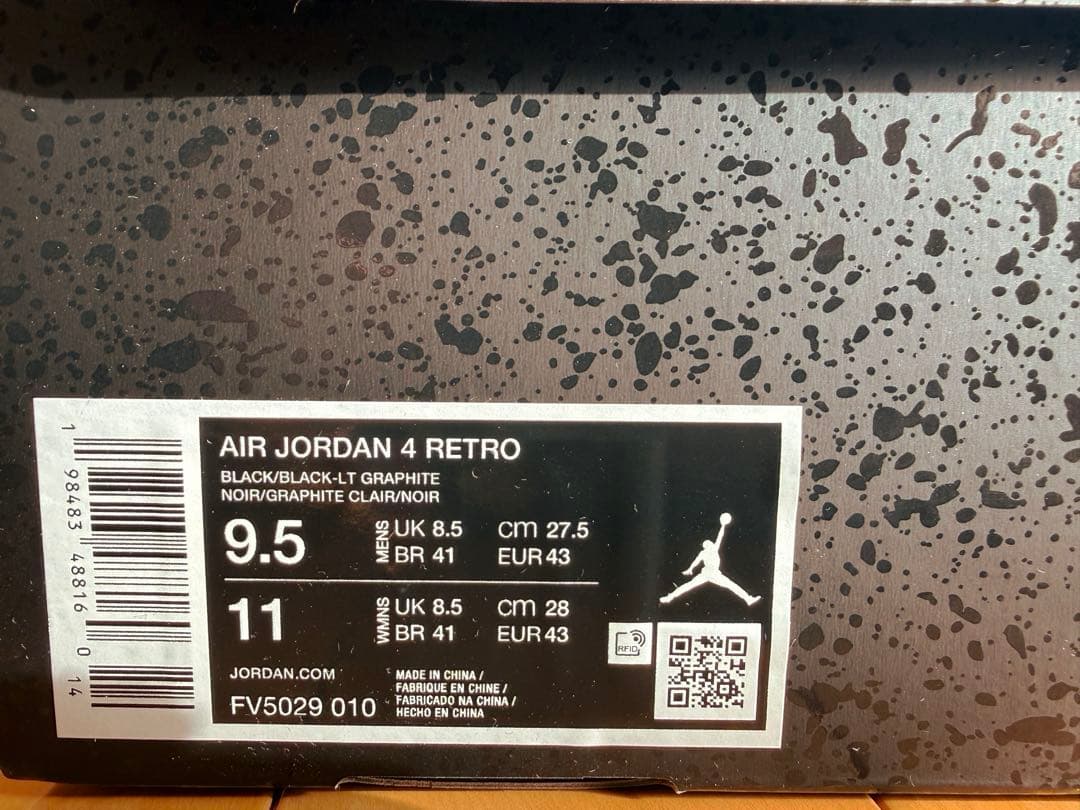 1 98483 48816 0 14
AIR JORDAN 4 RETRO
BLACK/BLACK-LT GRAPHITE
NOIR/GRAPHITE CLAIR/NOIR
9.5
MENS
UK 8.5 cm 27.5
BR 41 EUR 43
11
WMNS
UK 8.5 cm 28
BR 41 EUR 43
RFID
JORDAN.COM
FV5029 010
MADE IN CHINA /
FABRIQUE EN CHINE /
FABRICADO NA CHINA /
HECHO EN CHINA